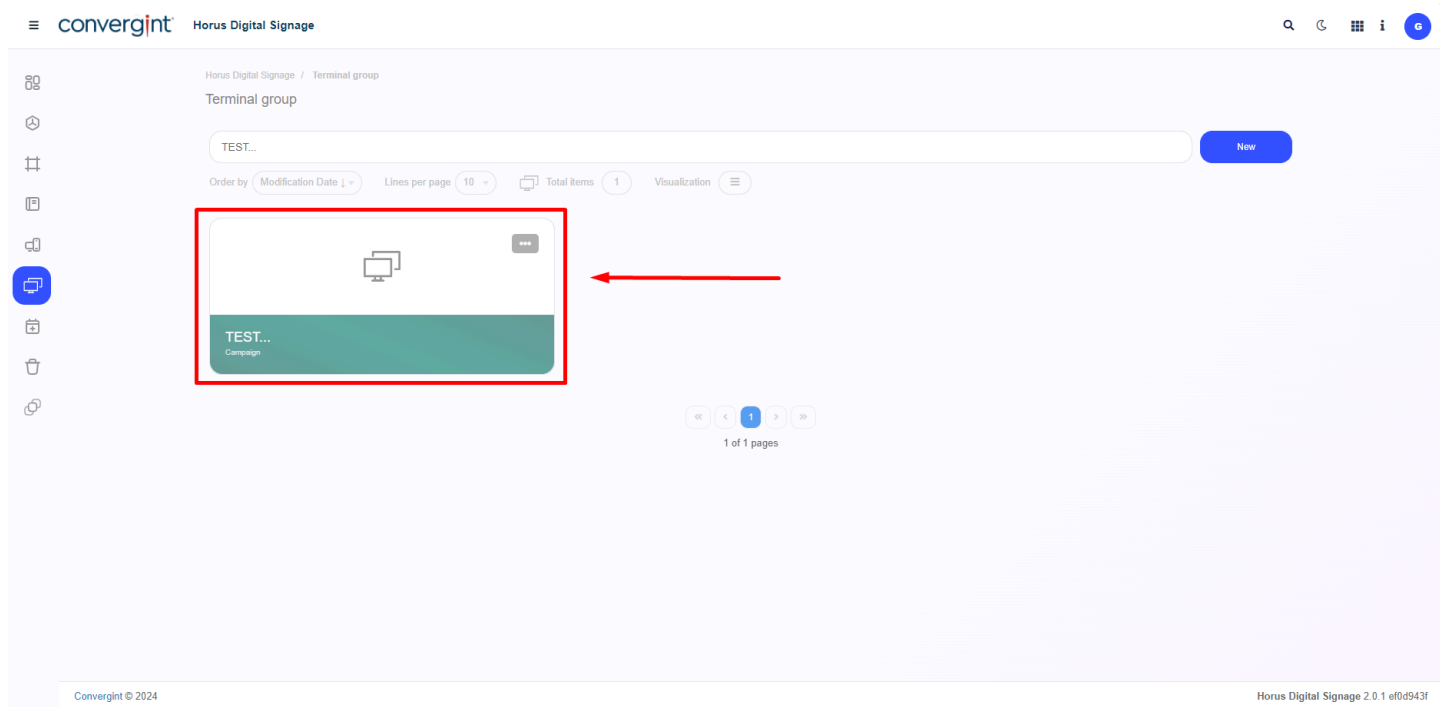 convergint Horus Digital Signage G
Horus Digital Signage / Terminal group
Terminal group
TEST...
New
Order by Modification Date ↓ Lines per page 10 Total items 1 Visualization
TEST...
Campaign
« ‹ 1 › »
1 of 1 pages
Convergint © 2024 Horus Digital Signage 2.0.1 ef0d943f